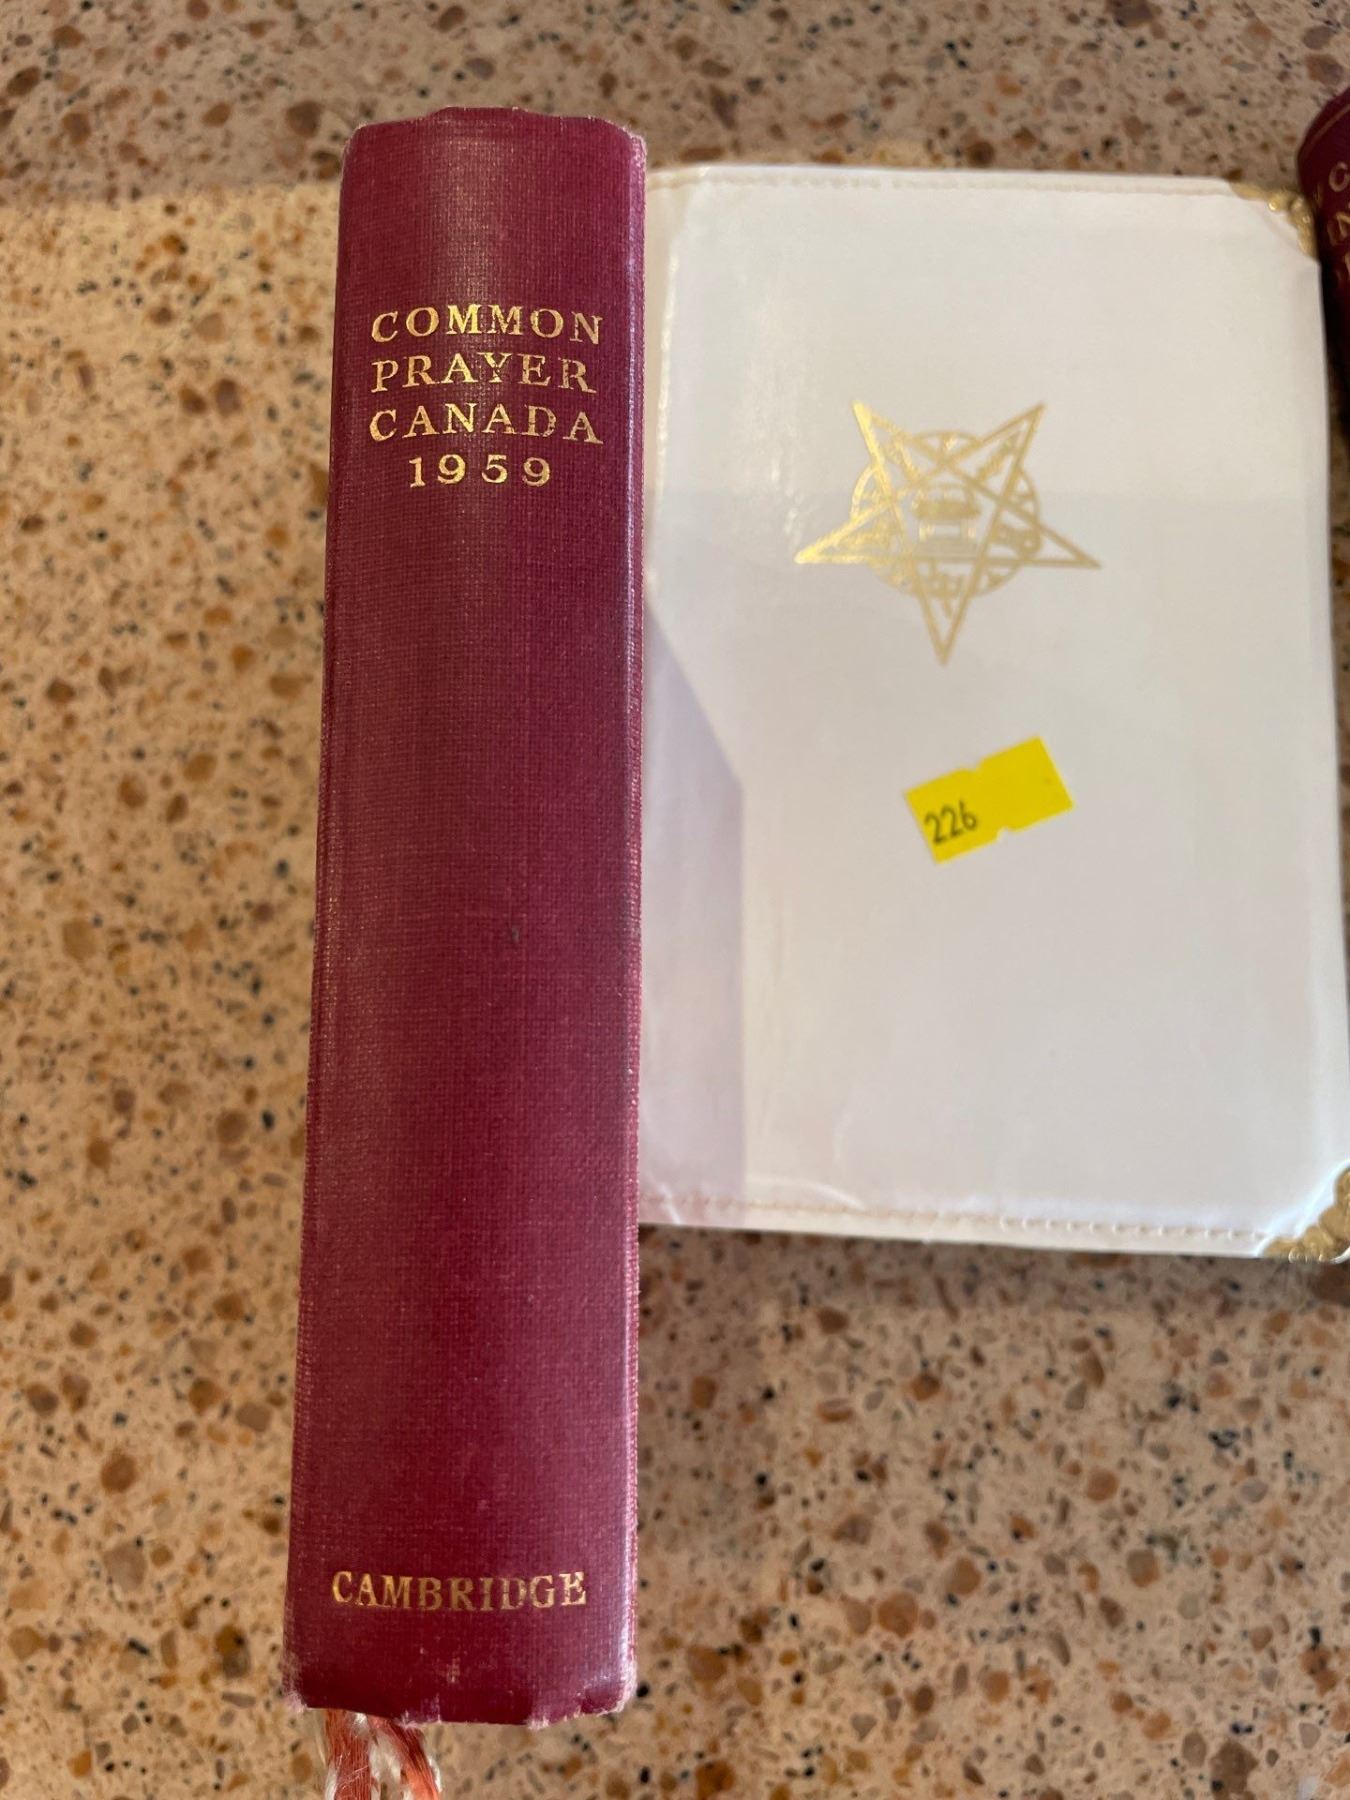 COMMON
PRAYER
CANADA
1959
CAMBRIDGE
226